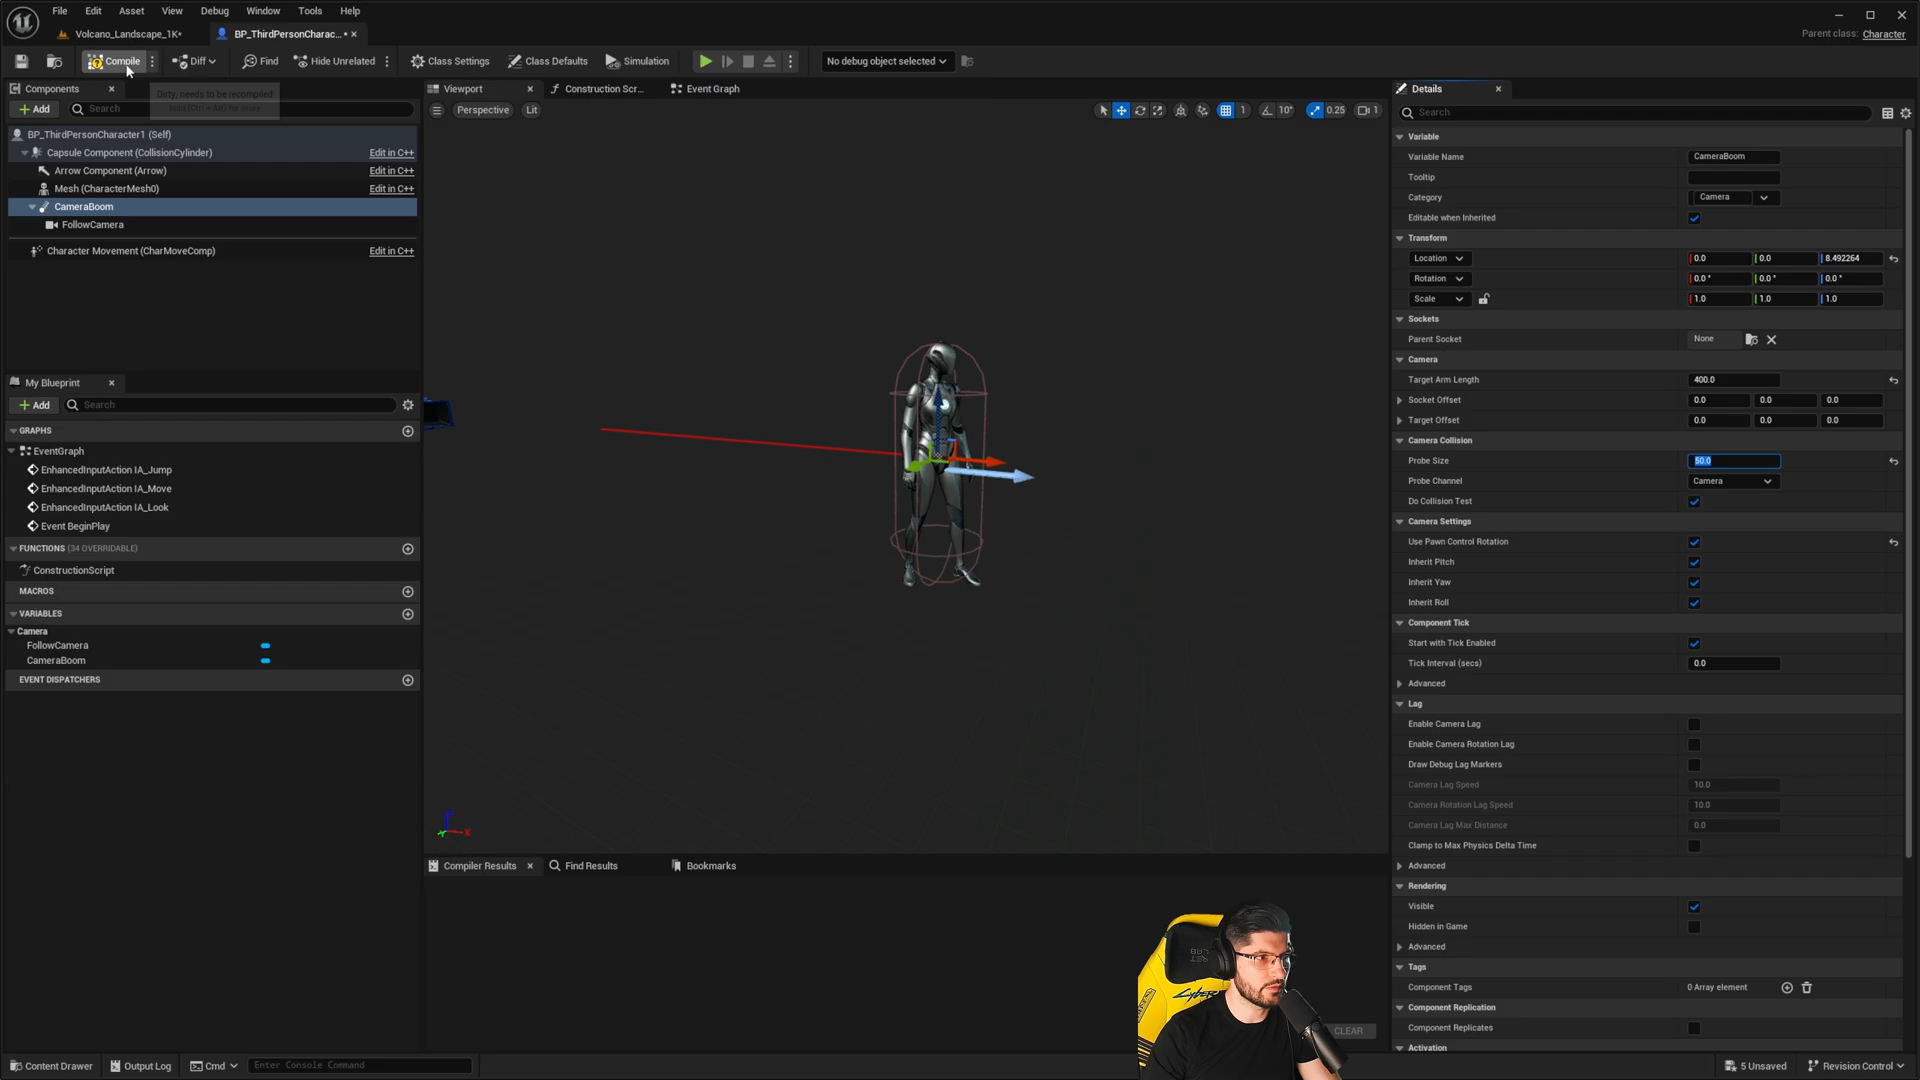 File Edit Asset View Debug Window Tools Help
Volcano_Landscape_1K* BP_ThirdPersonCharac... •
Parent class: Character
Compile Diff Find Hide Unrelated Class Settings Class Defaults Simulation No debug object selected
Components
Dirty, needs to be recompiled
Add Search
BP_ThirdPersonCharacter1 (Self)
Capsule Component (CollisionCylinder) Edit in C++
Arrow Component (Arrow) Edit in C++
Mesh (CharacterMesh0) Edit in C++
CameraBoom
FollowCamera
Character Movement (CharMoveComp) Edit in C++
My Blueprint
Add Search
GRAPHS
EventGraph
EnhancedInputAction IA_Jump
EnhancedInputAction IA_Move
EnhancedInputAction IA_Look
Event BeginPlay
FUNCTIONS (34 OVERRIDABLE)
ConstructionScript
MACROS
VARIABLES
Camera
FollowCamera
CameraBoom
EVENT DISPATCHERS
Viewport Construction Scr... Event Graph
Perspective Lit 1 10° 0.25 1
X
Compiler Results Find Results Bookmarks
CLEAR
Details
Search
Variable
Variable Name CameraBoom
Tooltip
Category Camera
Editable when Inherited
Transform
Location 0.0 0.0 8.492264
Rotation 0.0 ° 0.0 ° 0.0 °
Scale 1.0 1.0 1.0
Sockets
Parent Socket None
Camera
Target Arm Length 400.0
Socket Offset 0.0 0.0 0.0
Target Offset 0.0 0.0 0.0
Camera Collision
Probe Size 50.0
Probe Channel Camera
Do Collision Test
Camera Settings
Use Pawn Control Rotation
Inherit Pitch
Inherit Yaw
Inherit Roll
Component Tick
Start with Tick Enabled
Tick Interval (secs) 0.0
Advanced
Lag
Enable Camera Lag
Enable Camera Rotation Lag
Draw Debug Lag Markers
Camera Lag Speed 10.0
Camera Rotation Lag Speed 10.0
Camera Lag Max Distance 0.0
Clamp to Max Physics Delta Time
Advanced
Rendering
Visible
Hidden in Game
Advanced
Tags
Component Tags 0 Array element
Component Replication
Component Replicates
Activation
Content Drawer Output Log Cmd Enter Console Command 5 Unsaved Revision Control